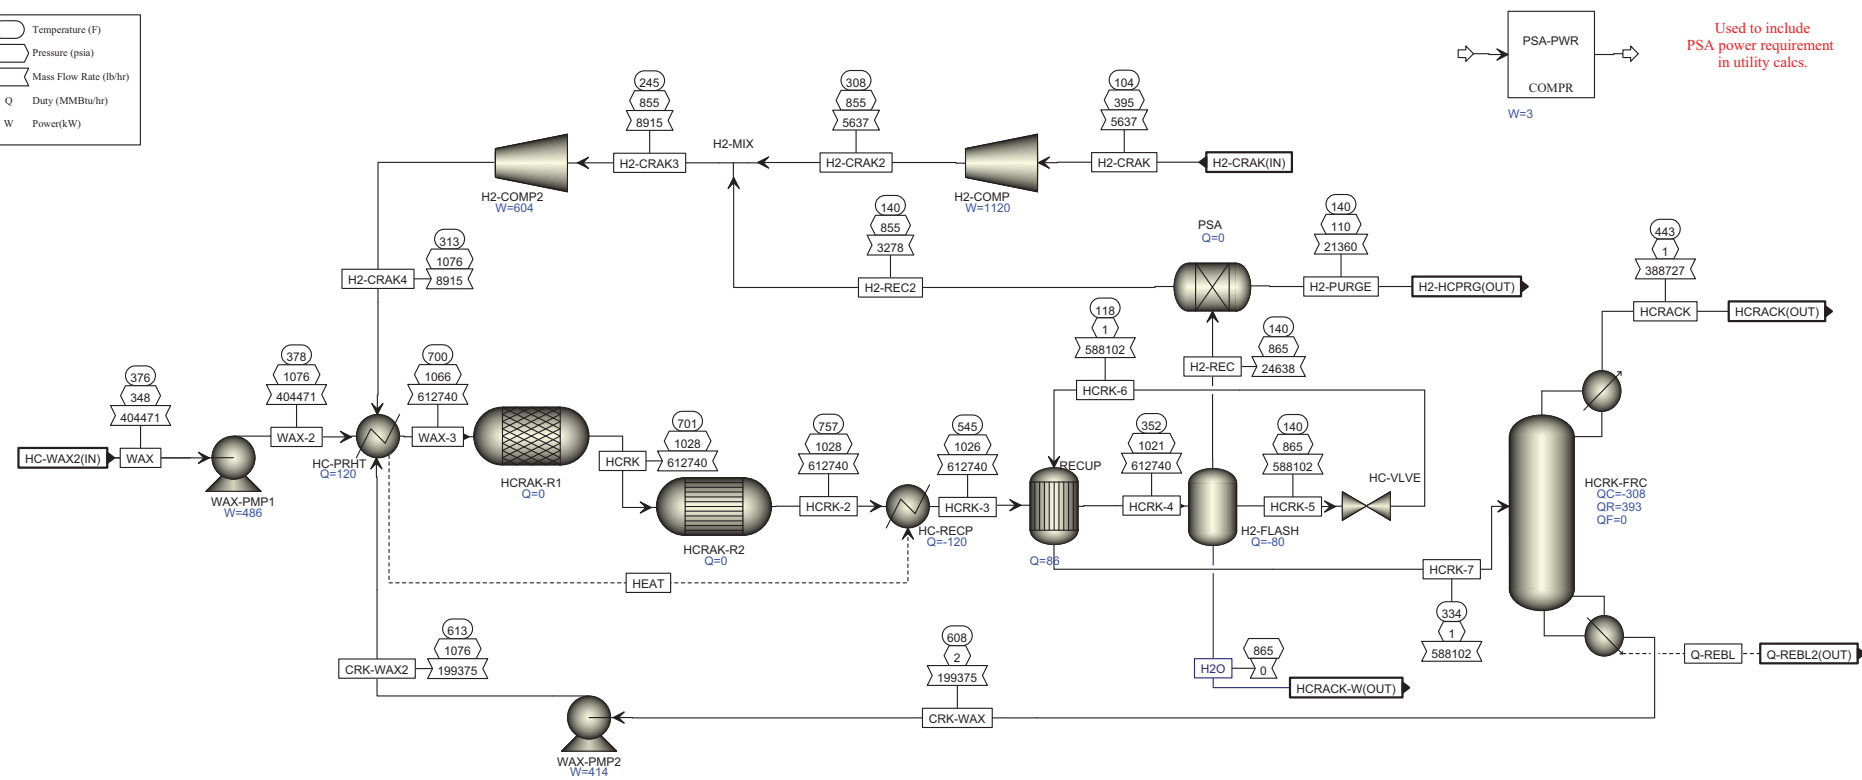 Temperature (F)
Pressure (psia)
Mass Flow Rate (lb/hr)
Q Duty (MMBtu/hr)
W Power(kW)
PSA-PWR
COMPR
W=3
Used to include
PSA power requirement
in utility calcs.
245
855
8915
H2-CRAK3
308
855
5637
H2-CRAK2
104
395
5637
H2-CRAK
H2-CRAK(IN)
H2-MIX
H2-COMP2
W=604
H2-COMP
W=1120
140
855
3278
H2-REC2
PSA
Q=0
140
110
21360
H2-PURGE
H2-HCPRG(OUT)
443
1
388727
HCRACK
HCRACK(OUT)
313
1076
8915
H2-CRAK4
118
1
588102
HCRK-6
140
865
24638
H2-REC
376
348
404471
HC-WAX2(IN)
WAX
WAX-PMP1
W=486
378
1076
404471
WAX-2
HC-PRHT
Q=120
700
1066
612740
WAX-3
HCRAK-R1
Q=0
701
1028
612740
HCRK
HCRAK-R2
Q=0
757
1028
612740
HCRK-2
HC-RECP
Q=-120
545
1026
612740
HCRK-3
RECUP
Q=86
352
1021
612740
HCRK-4
H2-FLASH
Q=-80
140
865
588102
HCRK-5
HC-VLVE
HCRK-FRC
QC=-308
QR=393
QF=0
HEAT
HCRK-7
334
1
588102
613
1076
199375
CRK-WAX2
608
2
199375
CRK-WAX
H2O
865
0
HCRACK-W(OUT)
Q-REBL
Q-REBL2(OUT)
WAX-PMP2
W=414